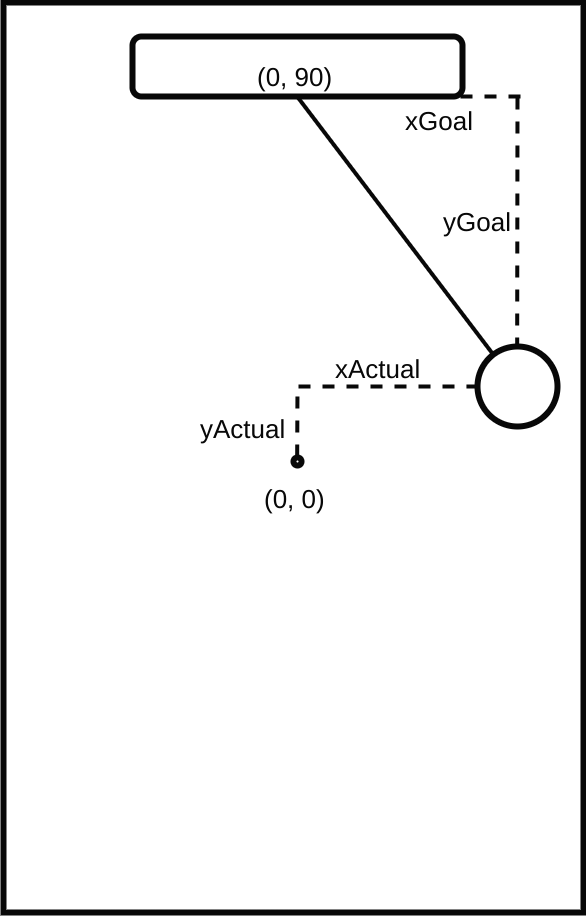 (0, 90)
xGoal
yGoal
xActual
yActual
(0, 0)